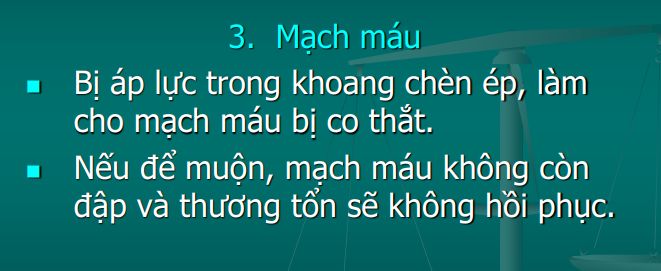 3. Mạch máu
Bị áp lực trong khoang chèn ép, làm
cho mạch máu bị co thắt.
Nếu để muộn, mạch máu không còn
đập và thương tổn sẽ không hồi phục.